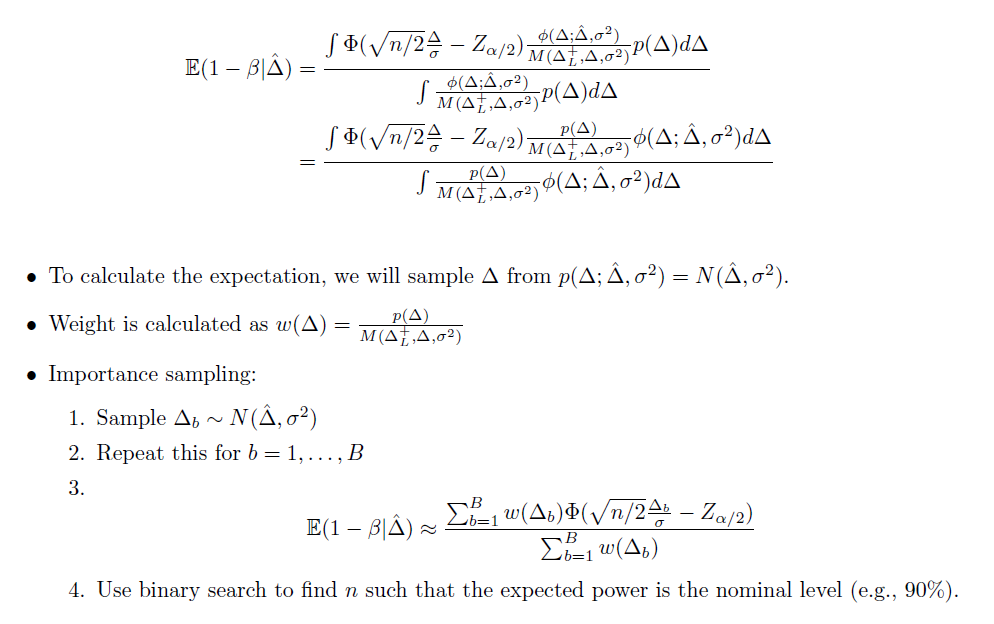 $$\mathbb{E}(1-\beta|\hat{\Delta}) = \frac{\int \Phi(\sqrt{n/2}\frac{\Delta}{\sigma} - Z_{\alpha/2})\frac{\phi(\Delta;\hat{\Delta},\sigma^2)}{M(\Delta_L^+,\Delta,\sigma^2)}p(\Delta)d\Delta}{\int \frac{\phi(\Delta;\hat{\Delta},\sigma^2)}{M(\Delta_L^+,\Delta,\sigma^2)}p(\Delta)d\Delta}$$
$$= \frac{\int \Phi(\sqrt{n/2}\frac{\Delta}{\sigma} - Z_{\alpha/2})\frac{p(\Delta)}{M(\Delta_L^+,\Delta,\sigma^2)}\phi(\Delta;\hat{\Delta},\sigma^2)d\Delta}{\int \frac{p(\Delta)}{M(\Delta_L^+,\Delta,\sigma^2)}\phi(\Delta;\hat{\Delta},\sigma^2)d\Delta}$$
• To calculate the expectation, we will sample $\Delta$ from $p(\Delta;\hat{\Delta},\sigma^2) = N(\hat{\Delta},\sigma^2)$.
• Weight is calculated as $w(\Delta) = \frac{p(\Delta)}{M(\Delta_L^+,\Delta,\sigma^2)}$
• Importance sampling:
1. Sample $\Delta_b \sim N(\hat{\Delta},\sigma^2)$
2. Repeat this for $b = 1, \ldots, B$
3.
$$\mathbb{E}(1-\beta|\hat{\Delta}) \approx \frac{\sum_{b=1}^{B} w(\Delta_b)\Phi(\sqrt{n/2}\frac{\Delta_b}{\sigma} - Z_{\alpha/2})}{\sum_{b=1}^{B} w(\Delta_b)}$$
4. Use binary search to find $n$ such that the expected power is the nominal level (e.g., 90%).